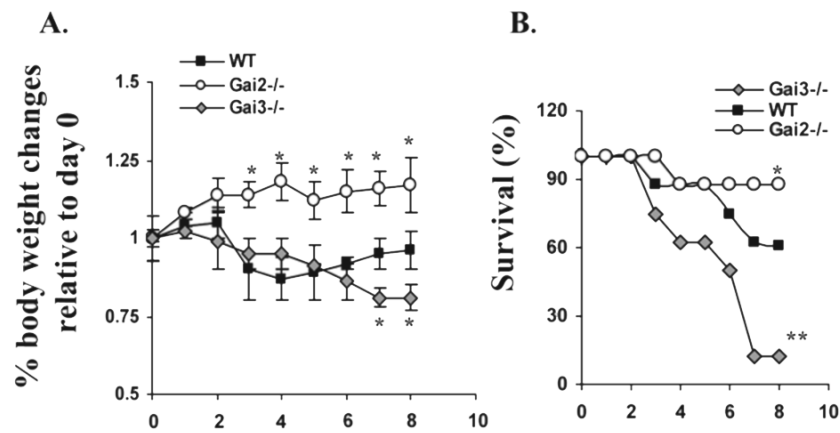 A.
WT
Gai2-/-
Gai3-/-
% body weight changes
relative to day 0
1.5
1.25
1
0.75
0.5
* * * * * *
* *
0 2 4 6 8 10
B.
Gai3-/-
WT
Gai2-/-
Survival (%)
120
90
60
30
0
*
**
0 2 4 6 8 10